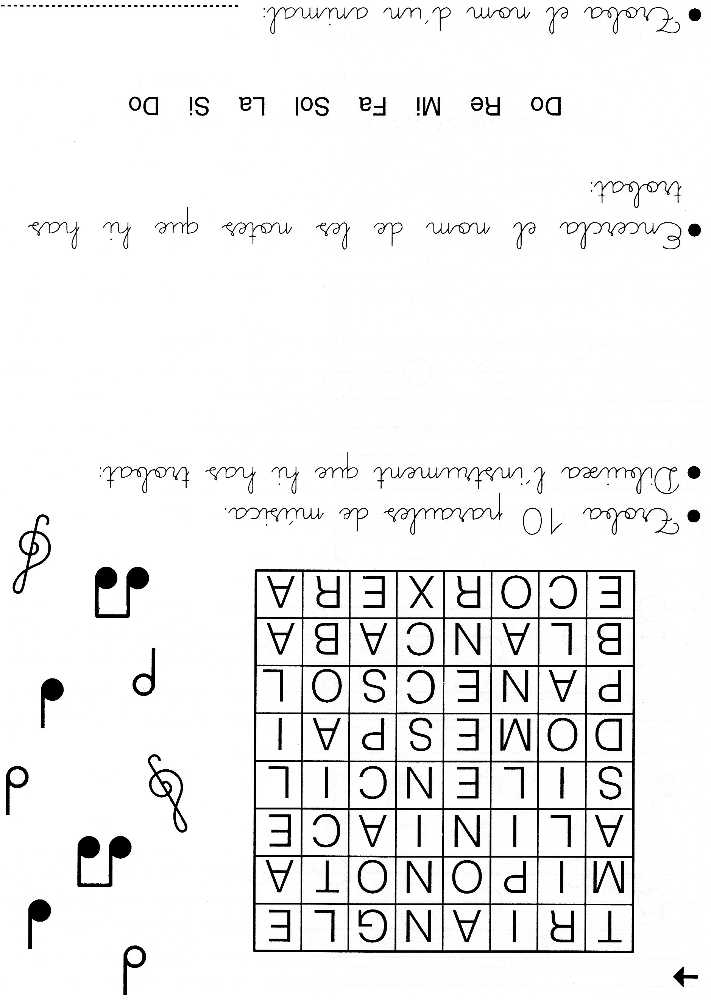 T R I A N G L E
M I P O N O T A
A L I N I A C E
S I L E N C I L
D O M E S P A I
P A N E C S O L
B L A N C A B A
E C O R X E R A
Troba 10 paraules de música.
Dibuixa l'instrument que hi has trobat:
Encercla el nom de les notes que hi has
trobat:
Do Re Mi Fa Sol La Si Do
Troba el nom d'un animal: